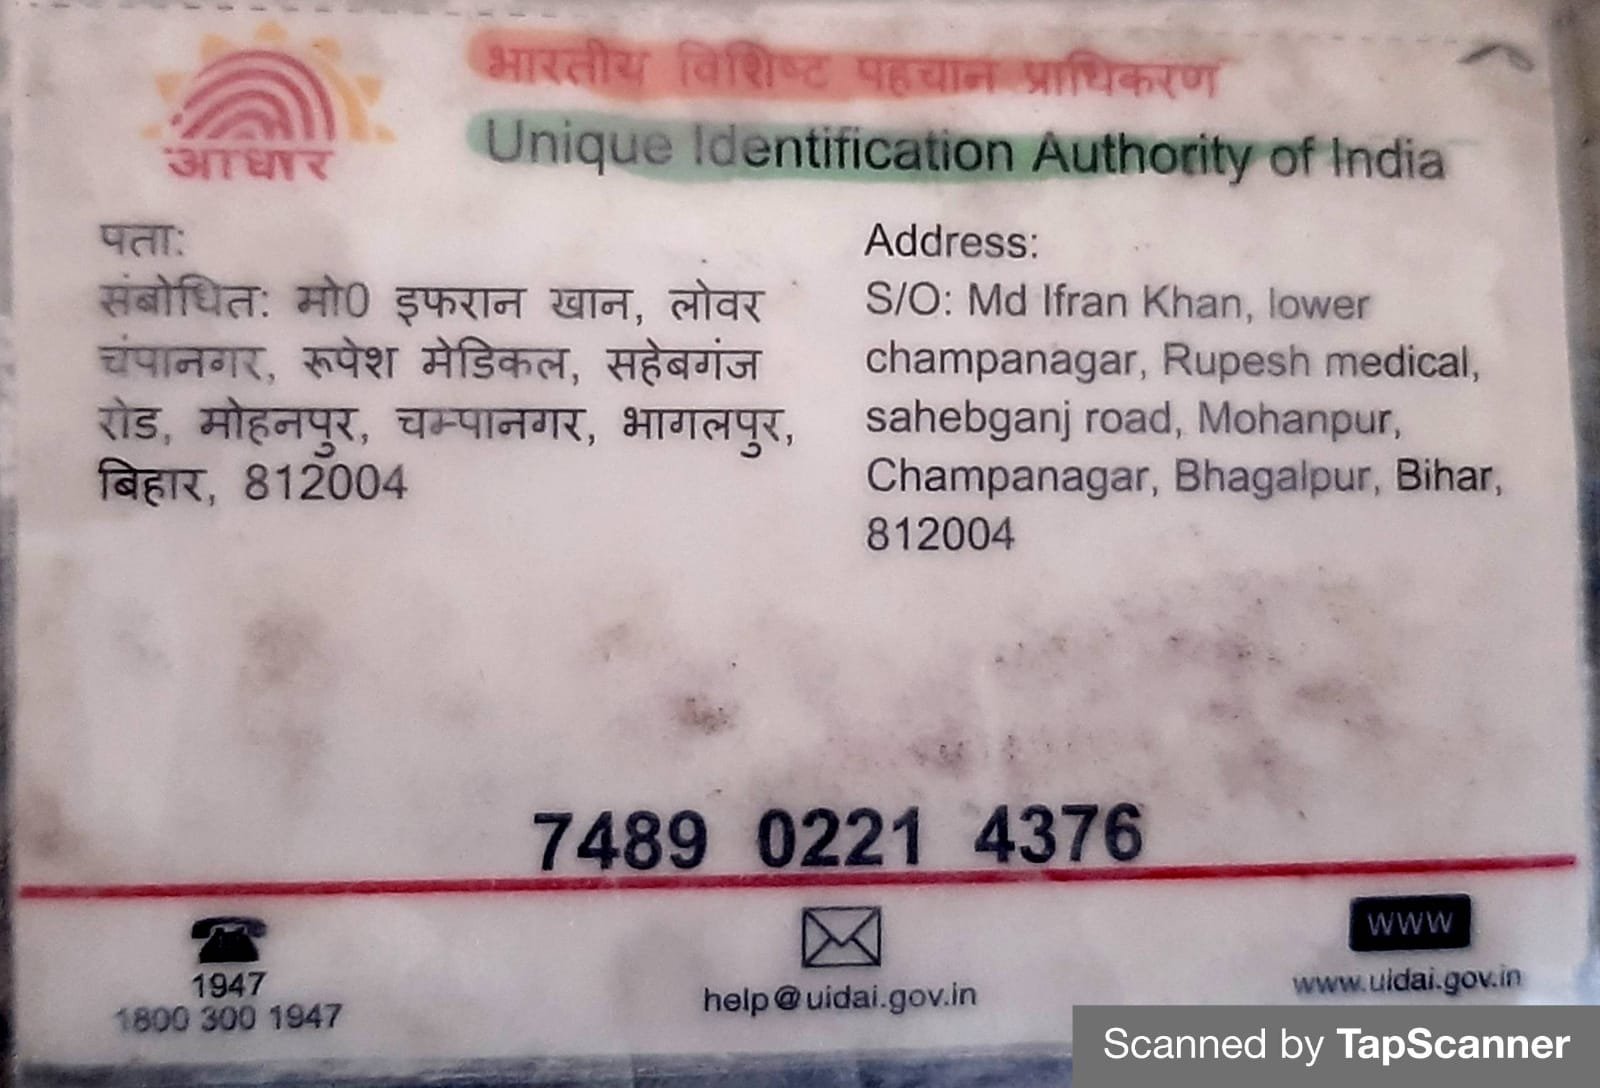 आधार
भारतीय विशिष्ट पहचान प्राधिकरण
Unique Identification Authority of India
पता:
संबोधित: मो0 इफरान खान, लोवर
चंपानगर, रूपेश मेडिकल, सहेबगंज
रोड, मोहनपुर, चम्पानगर, भागलपुर,
बिहार, 812004
Address:
S/O: Md Ifran Khan, lower
champanagar, Rupesh medical,
sahebganj road, Mohanpur,
Champanagar, Bhagalpur, Bihar,
812004
7489 0221 4376
1947
1800 300 1947
help@uidai.gov.in
www
www.uidai.gov.in
Scanned by TapScanner